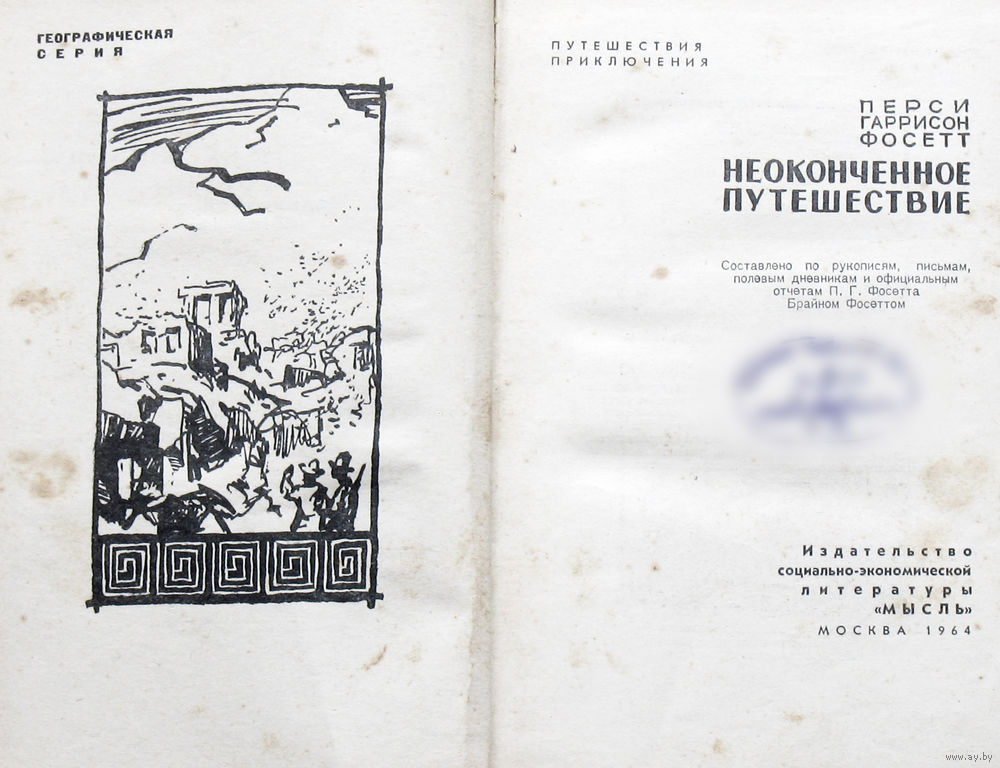 ГЕОГРАФИЧЕСКАЯ
СЕРИЯ
ПУТЕШЕСТВИЯ
ПРИКЛЮЧЕНИЯ
ПЕРСИ
ГАРРИСОН
ФОСЕТТ
НЕОКОНЧЕННОЕ
ПУТЕШЕСТВИЕ
Составлено по рукописям, письмам,
полевым дневникам и официальным
отчетам П. Г. Фосетта
Брайном Фосеттом
Издательство
социально-экономической
литературы
«МЫСЛЬ»
МОСКВА 1964
www.ay.by